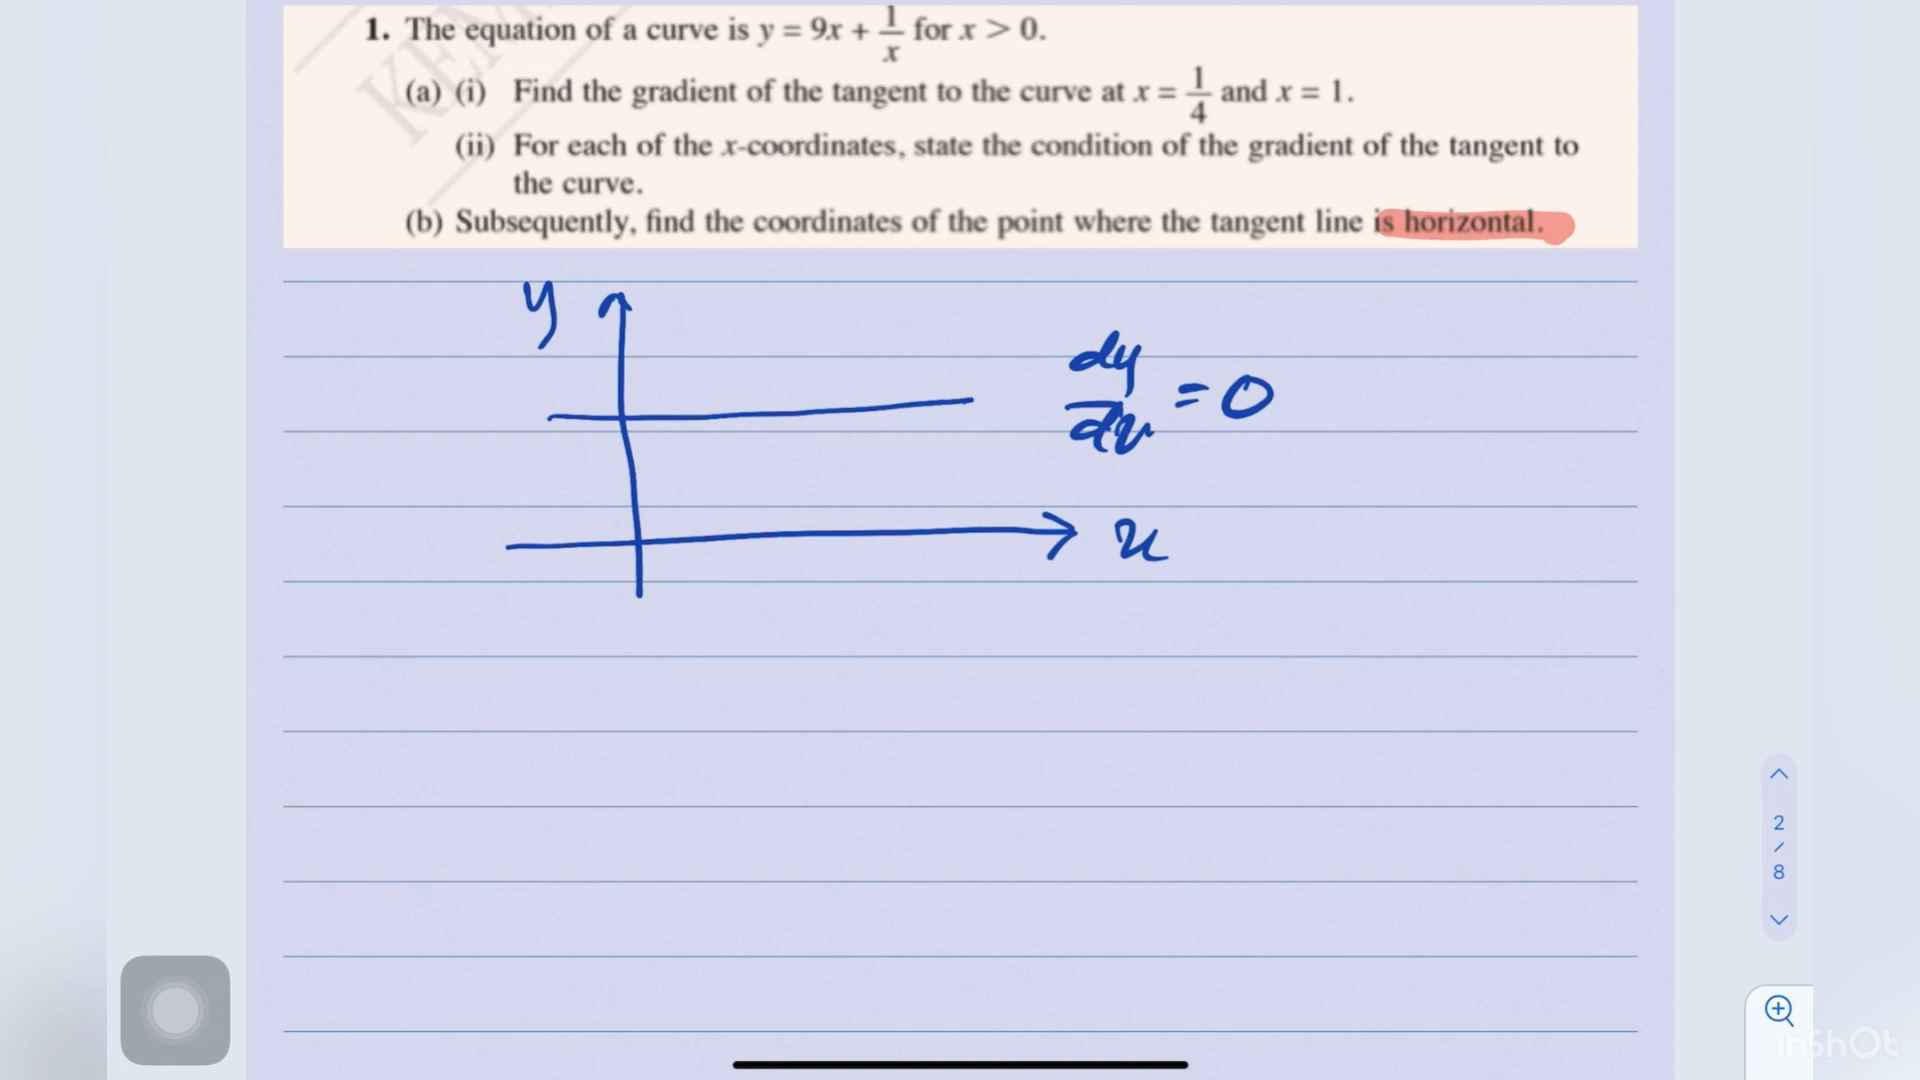 1. The equation of a curve is y = 9x + 1/x for x > 0.
(a) (i) Find the gradient of the tangent to the curve at x = 1/4 and x = 1.
(ii) For each of the x-coordinates, state the condition of the gradient of the tangent to
the curve.
(b) Subsequently, find the coordinates of the point where the tangent line is horizontal.
y
dy/dx = 0
x
2
/
8
InShOt